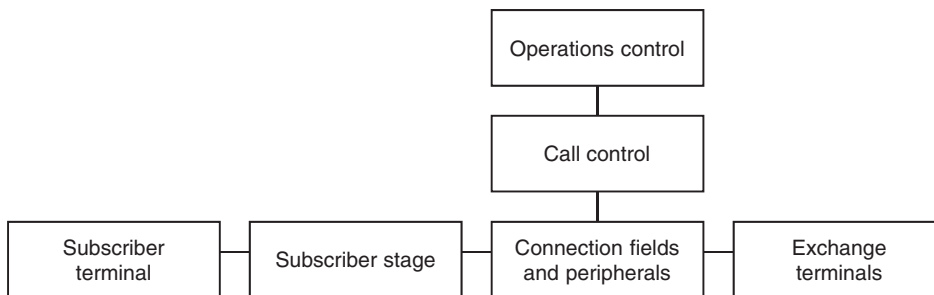 Operations control
Call control
Subscriber
terminal
Subscriber stage
Connection fields
and peripherals
Exchange
terminals